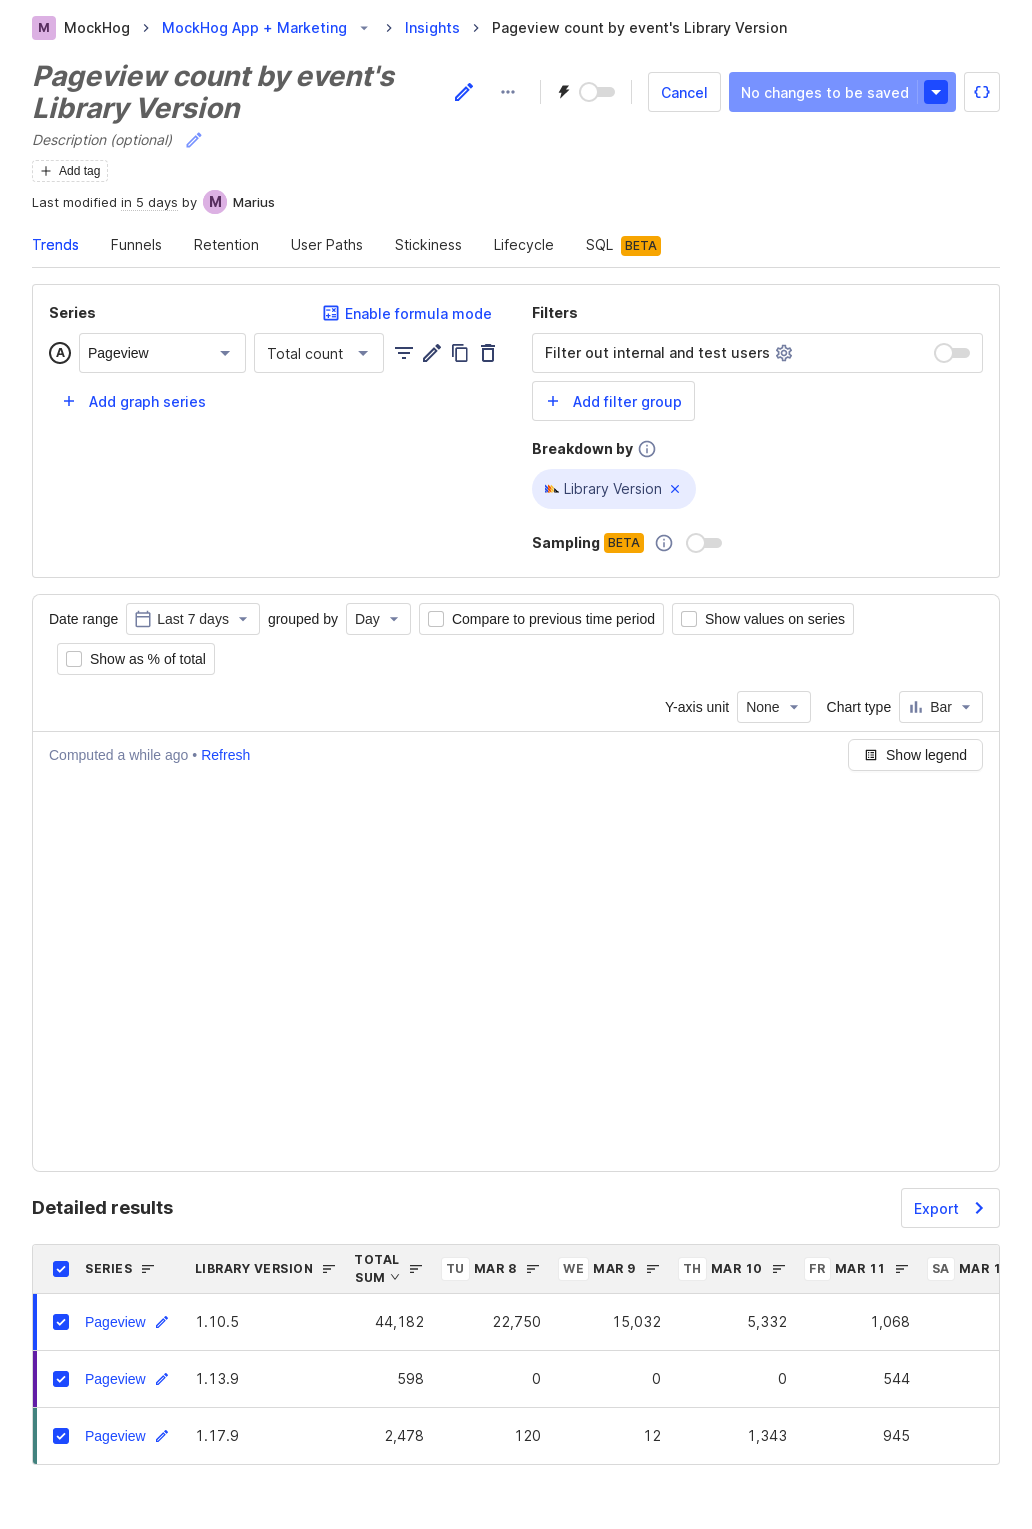 M MockHog MockHog App + Marketing Insights Pageview count by event's Library Version
Pageview count by event's
Library Version
Cancel No changes to be saved
Description (optional)
Add tag
Last modified in 5 days by M Marius
Trends Funnels Retention User Paths Stickiness Lifecycle SQL BETA
Series Enable formula mode
A Pageview Total count
Add graph series
Filters
Filter out internal and test users
Add filter group
Breakdown by
Library Version
Sampling BETA
Date range Last 7 days grouped by Day Compare to previous time period Show values on series
Show as % of total
Y-axis unit None Chart type Bar
Computed a while ago • Refresh Show legend
Detailed results Export
SERIES LIBRARY VERSION TOTAL SUM TU MAR 8 WE MAR 9 TH MAR 10 FR MAR 11 SA MAR 1
Pageview 1.10.5 44,182 22,750 15,032 5,332 1,068
Pageview 1.13.9 598 0 0 0 544
Pageview 1.17.9 2,478 120 12 1,343 945